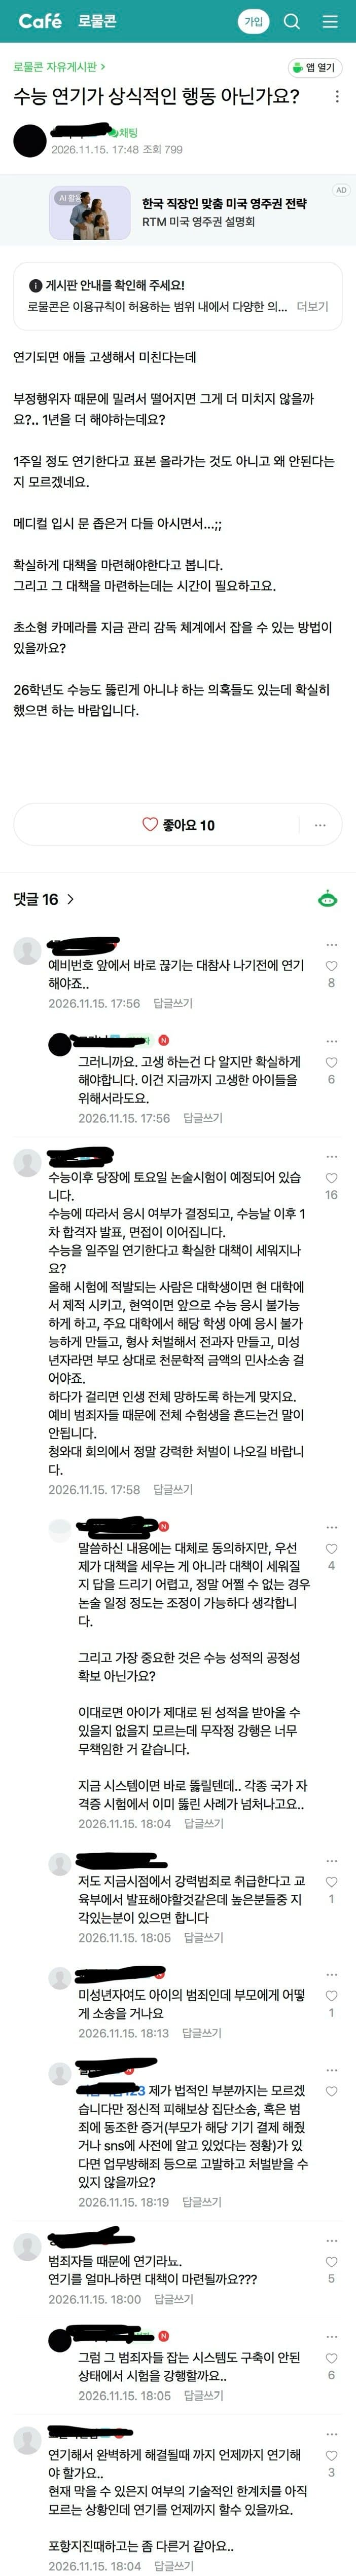 Café 로물콘
가입
로물콘 자유게시판 >
앱 열기
수능 연기가 상식적인 행동 아닌가요?
채팅
2026.11.15. 17:48 조회 799
AI 활용
한국 직장인 맞춤 미국 영주권 전략
RTM 미국 영주권 설명회
AD
게시판 안내를 확인해 주세요!
로물콘은 이용규칙이 허용하는 범위 내에서 다양한 의... 더보기
연기되면 애들 고생해서 미친다는데
부정행위자 때문에 밀려서 떨어지면 그게 더 미치지 않을까
요?.. 1년을 더 해야하는데요?
1주일 정도 연기한다고 표본 올라가는 것도 아니고 왜 안된다는
지 모르겠네요.
메디컬 입시 문 좁은거 다들 아시면서...;;
확실하게 대책을 마련해야한다고 봅니다.
그리고 그 대책을 마련하는데는 시간이 필요하고요.
초소형 카메라를 지금 관리 감독 체계에서 잡을 수 있는 방법이
있을까요?
26학년도 수능도 뚫린게 아니냐 하는 의혹들도 있는데 확실히
했으면 하는 바람입니다.
좋아요 10
댓글 16 >
예비번호 앞에서 바로 끊기는 대참사 나기전에 연기
해야죠..
8
2026.11.15. 17:56 답글쓰기
N
그러니까요. 고생 하는건 다 알지만 확실하게
해야합니다. 이건 지금까지 고생한 아이들을
위해서라도요.
6
2026.11.15. 17:56 답글쓰기
수능이후 당장에 토요일 논술시험이 예정되어 있습
니다.
16
수능에 따라서 응시 여부가 결정되고, 수능날 이후 1
차 합격자 발표, 면접이 이어집니다.
수능을 일주일 연기한다고 확실한 대책이 세워지나
요?
올해 시험에 적발되는 사람은 대학생이면 현 대학에
서 제적 시키고, 현역이면 앞으로 수능 응시 불가능
하게 하고, 주요 대학에서 해당 학생 아예 응시 불가
능하게 만들고, 형사 처벌해서 전과자 만들고, 미성
년자라면 부모 상대로 천문학적 금액의 민사소송 걸
어야죠.
하다가 걸리면 인생 전체 망하도록 하는게 맞지요.
예비 범죄자들 때문에 전체 수험생을 흔드는건 말이
안됩니다.
청와대 회의에서 정말 강력한 처벌이 나오길 바랍니
다.
2026.11.15. 17:58 답글쓰기
N
말씀하신 내용에는 대체로 동의하지만, 우선
제가 대책을 세우는 게 아니라 대책이 세워질
지 답을 드리기 어렵고, 정말 어쩔 수 없는 경우
논술 일정 정도는 조정이 가능하다 생각합니
다.
4
그리고 가장 중요한 것은 수능 성적의 공정성
확보 아닌가요?
이대로면 아이가 제대로 된 성적을 받아올 수
있을지 없을지 모르는데 무작정 강행은 너무
무책임한 거 같습니다.
지금 시스템이면 바로 뚫릴텐데.. 각종 국가 자
격증 시험에서 이미 뚫린 사례가 넘쳐나고요..
2026.11.15. 18:04 답글쓰기
저도 지금시점에서 강력범죄로 취급한다고 교
육부에서 발표해야할것같은데 높은분들중 지
각있는분이 있으면 합니다
1
2026.11.15. 18:05 답글쓰기
미성년자여도 아이의 범죄인데 부모에게 어떻
게 소송을 거나요
1
2026.11.15. 18:13 답글쓰기
23 제가 법적인 부분까지는 모르겠
습니다만 정신적 피해보상 집단소송, 혹은 범
죄에 동조한 증거(부모가 해당 기기 결제 해줬
거나 sns에 사전에 알고 있었다는 정황)가 있
다면 업무방해죄 등으로 고발하고 처벌받을 수
있지 않을까요?
2026.11.15. 18:19 답글쓰기
범죄자들 때문에 연기라뇨.
연기를 얼마나하면 대책이 마련될까요???
5
2026.11.15. 18:00 답글쓰기
N
그럼 그 범죄자들 잡는 시스템도 구축이 안된
상태에서 시험을 강행할까요..
6
2026.11.15. 18:05 답글쓰기
연기해서 완벽하게 해결될때 까지 언제까지 연기해
야 할가요..
3
현재 막을 수 있은지 여부의 기술적인 한계치를 아직
모르는 상황인데 연기를 언제까지 할수 있을까요.
포항지진때하고는 좀 다른거 같아요..
2026.11.15. 18:04 답글쓰기